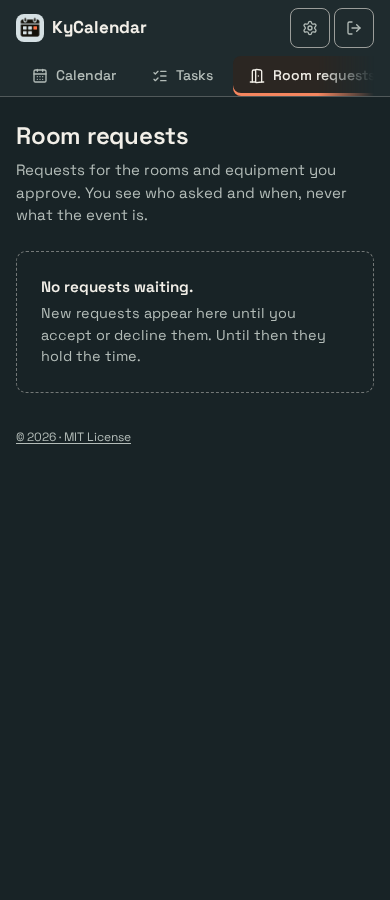 KyCalendar
Calendar
Tasks
Room requests
Room requests
Requests for the rooms and equipment you
approve. You see who asked and when, never
what the event is.
No requests waiting.
New requests appear here until you
accept or decline them. Until then they
hold the time.
© 2026 · MIT License